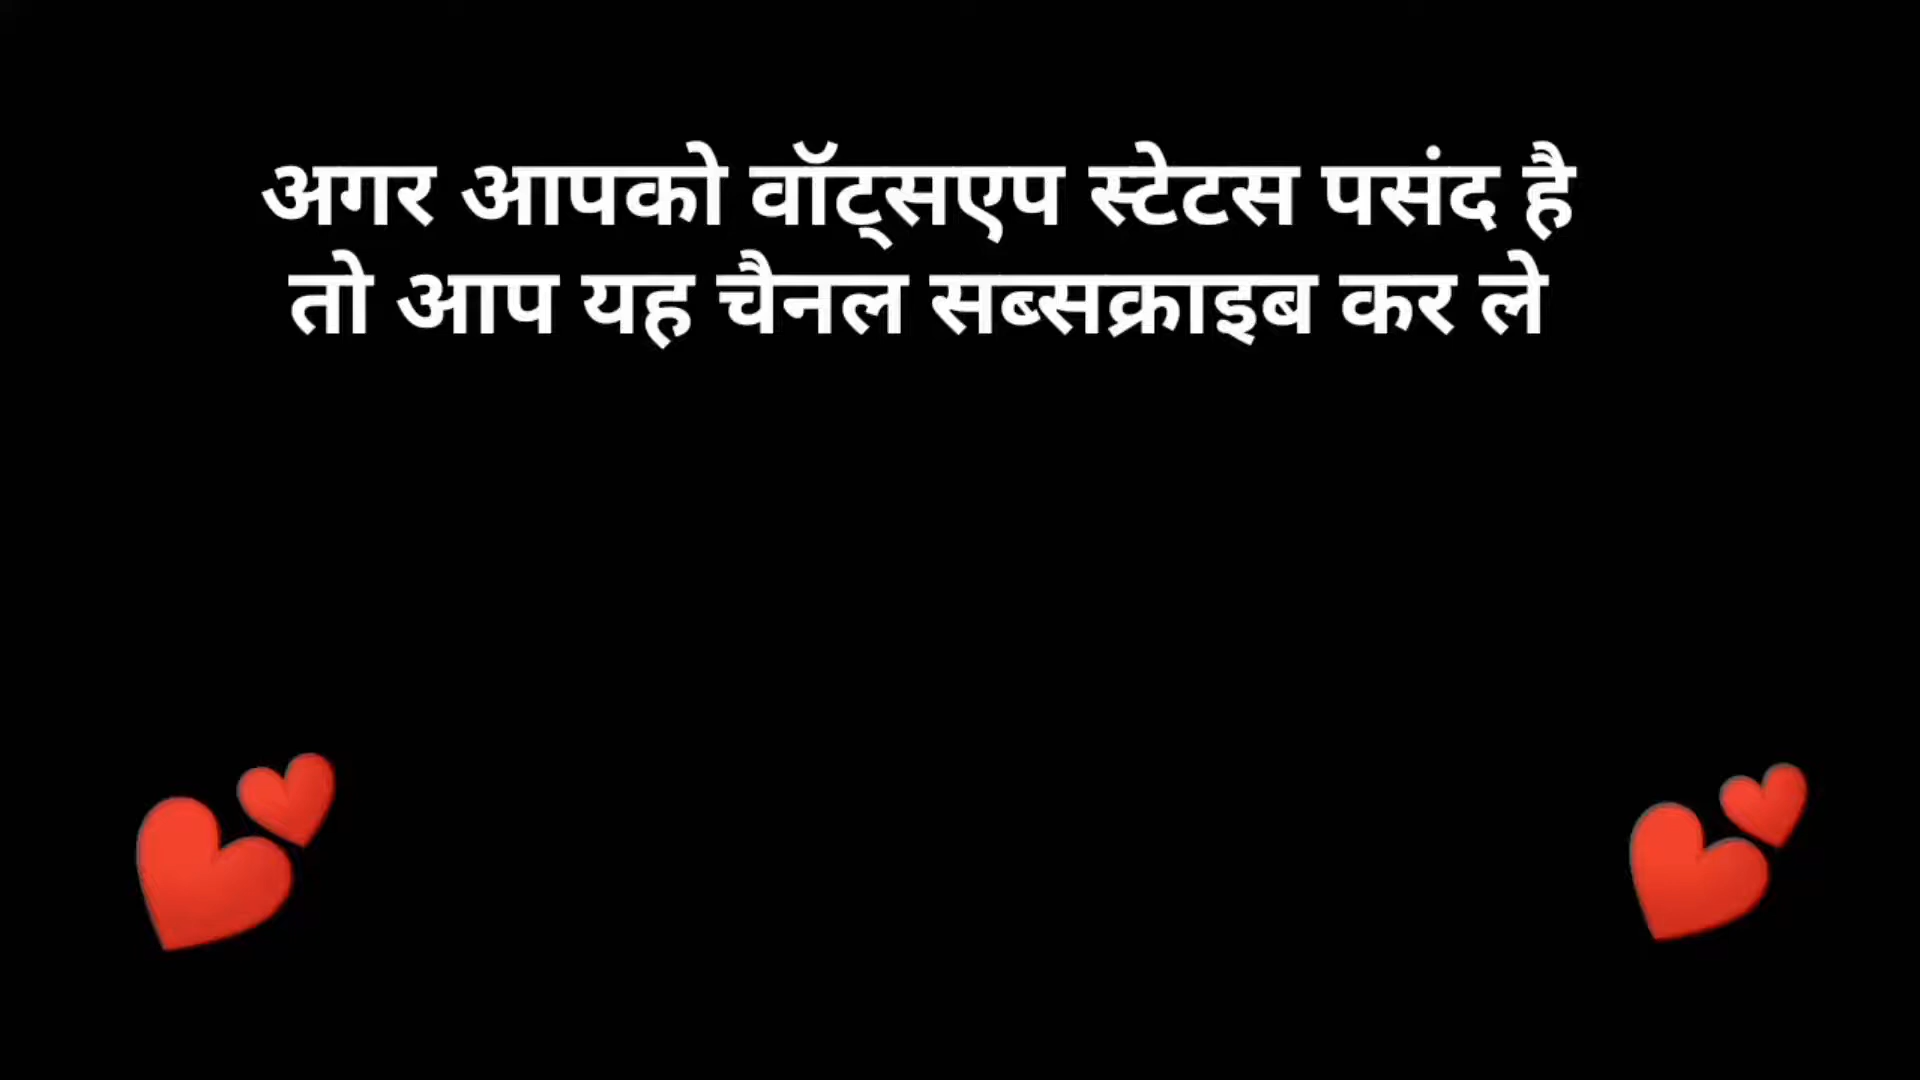 अगर आपको वॉट्सएप स्टेटस पसंद है
तो आप यह चैनल सब्सक्राइब कर ले